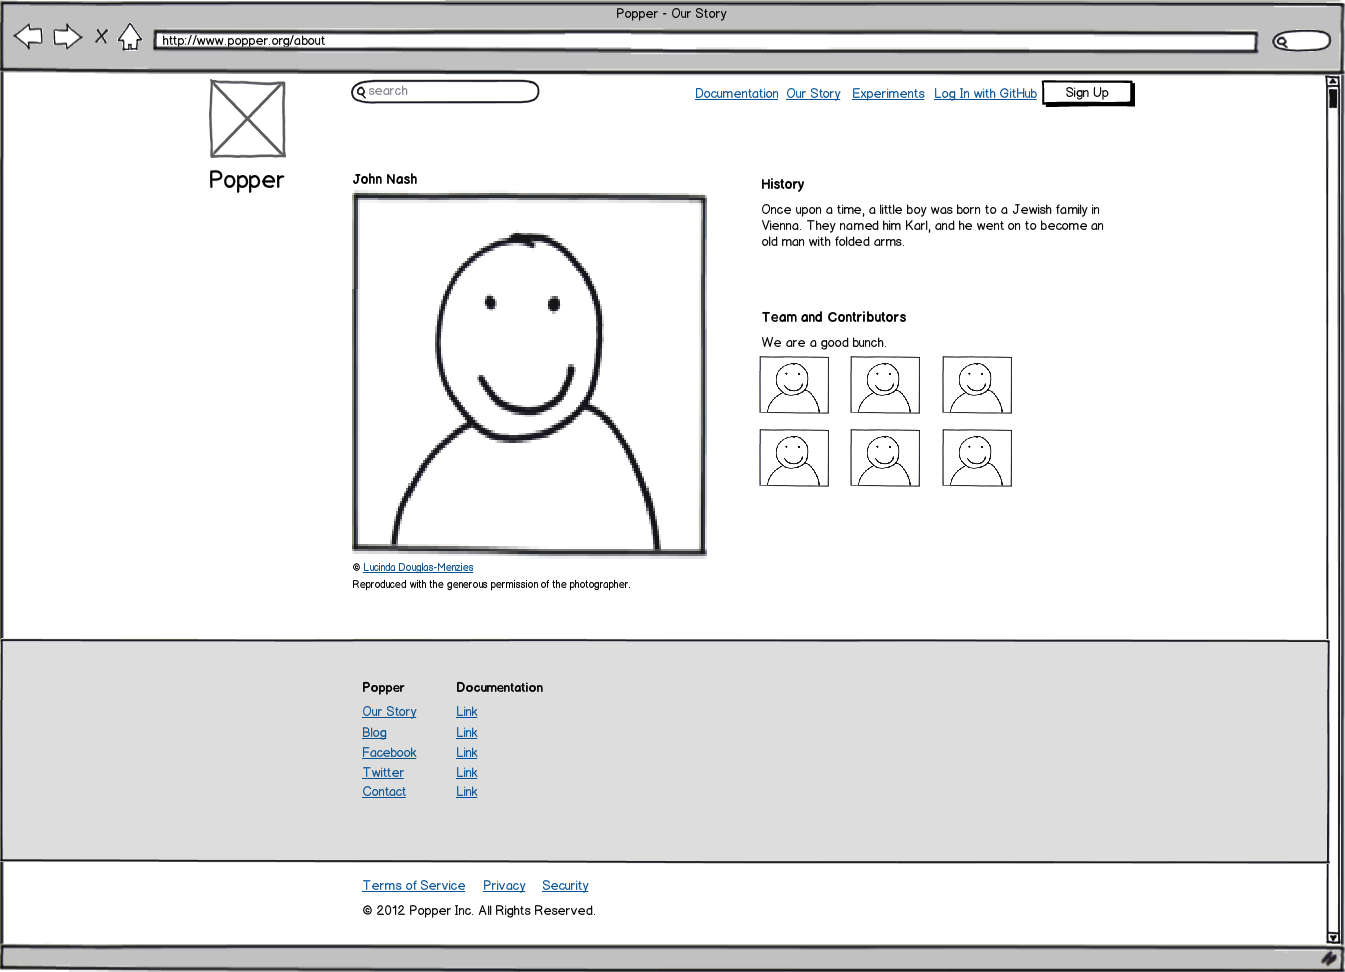 Popper - Our Story
http://www.popper.org/about
search
Documentation Our Story Experiments Log In with GitHub Sign Up
Popper
John Nash
© Lucinda Douglas-Menzies
Reproduced with the generous permission of the photographer.
History
Once upon a time, a little boy was born to a Jewish family in
Vienna. They named him Karl, and he went on to become an
old man with folded arms.
Team and Contributors
We are a good bunch.
Popper
Our Story
Blog
Facebook
Twitter
Contact
Documentation
Link
Link
Link
Link
Link
Terms of Service Privacy Security
© 2012 Popper Inc. All Rights Reserved.